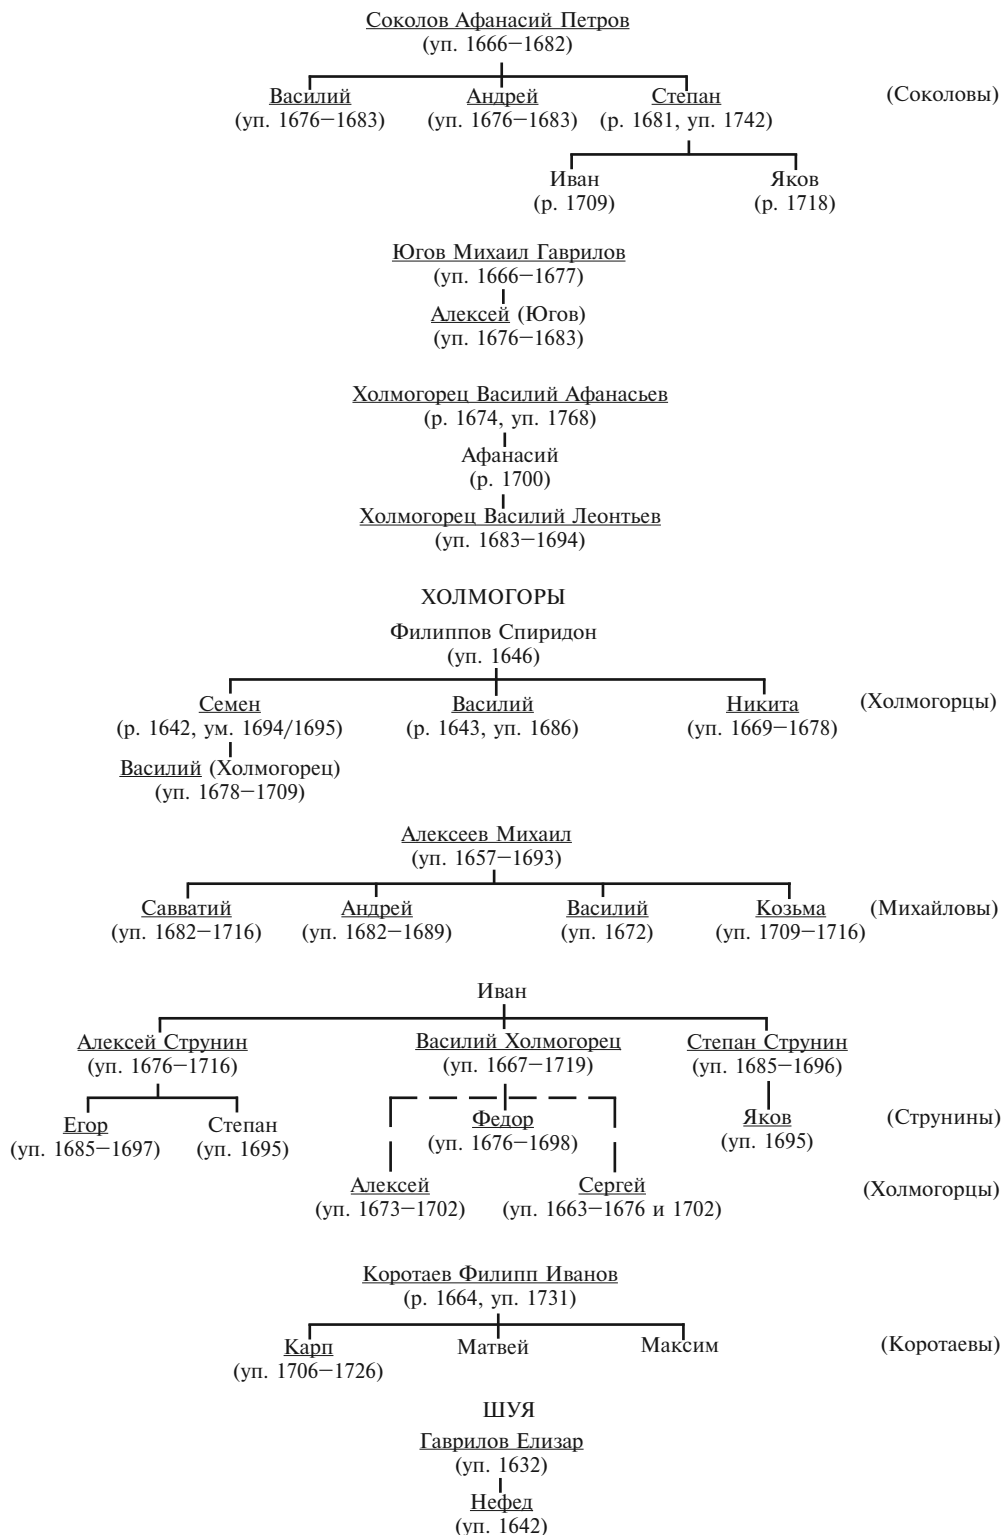 Соколов Афанасий Петров
(уп. 1666–1682)
Василий Андрей Степан (Соколовы)
(уп. 1676–1683) (уп. 1676–1683) (р. 1681, уп. 1742)
Иван Яков
(р. 1709) (р. 1718)
Югов Михаил Гаврилов
(уп. 1666–1677)
Алексей (Югов)
(уп. 1676–1683)
Холмогорец Василий Афанасьев
(р. 1674, уп. 1768)
Афанасий
(р. 1700)
Холмогорец Василий Леонтьев
(уп. 1683–1694)
ХОЛМОГОРЫ
Филиппов Спиридон
(уп. 1646)
Семен Василий Никита (Холмогорцы)
(р. 1642, ум. 1694/1695) (р. 1643, уп. 1686) (уп. 1669–1678)
Василий (Холмогорец)
(уп. 1678–1709)
Алексеев Михаил
(уп. 1657–1693)
Савватий Андрей Василий Козьма (Михайловы)
(уп. 1682–1716) (уп. 1682–1689) (уп. 1672) (уп. 1709–1716)
Иван
Алексей Струнин Василий Холмогорец Степан Струнин
(уп. 1676–1716) (уп. 1667–1719) (уп. 1685–1696)
Егор Степан Федор Яков (Струнины)
(уп. 1685–1697) (уп. 1695) (уп. 1676–1698) (уп. 1695)
Алексей Сергей (Холмогорцы)
(уп. 1673–1702) (уп. 1663–1676 и 1702)
Коротаев Филипп Иванов
(р. 1664, уп. 1731)
Карп Матвей Максим (Коротаевы)
(уп. 1706–1726)
ШУЯ
Гаврилов Елизар
(уп. 1632)
Нефед
(уп. 1642)